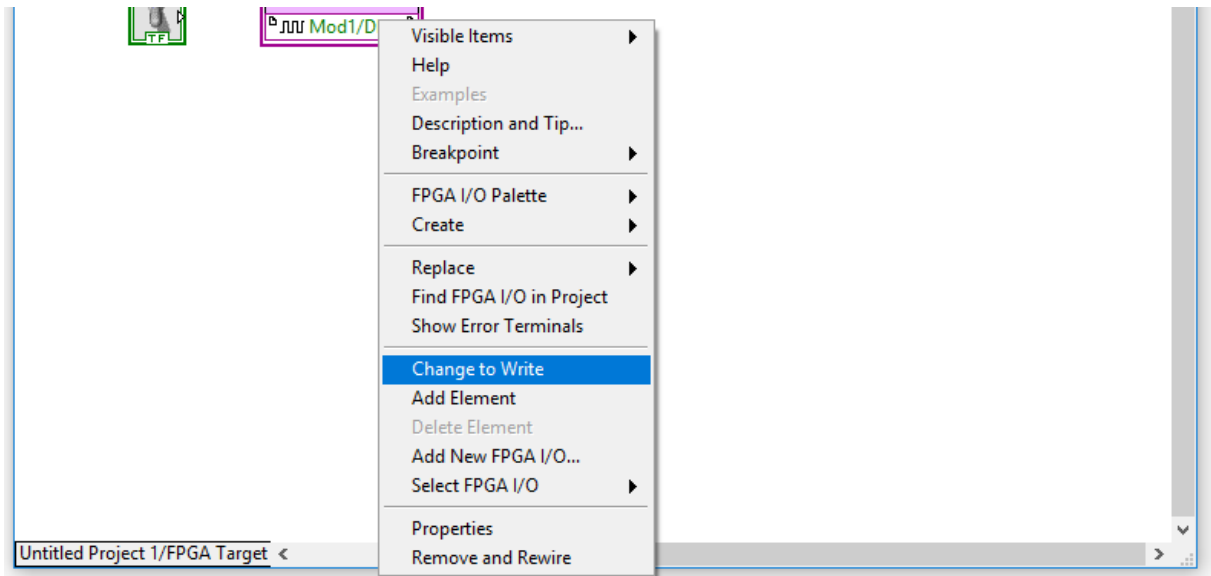 TF
Mod1/D
Visible Items
Help
Examples
Description and Tip...
Breakpoint
FPGA I/O Palette
Create
Replace
Find FPGA I/O in Project
Show Error Terminals
Change to Write
Add Element
Delete Element
Add New FPGA I/O...
Select FPGA I/O
Properties
Remove and Rewire
Untitled Project 1/FPGA Target